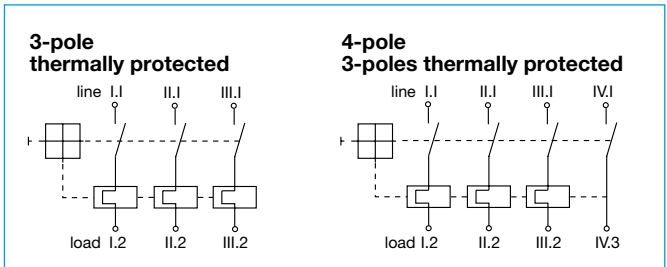 3-pole
thermally protected
line I.I II.I III.I
load I.2 II.2 III.2
4-pole
3-poles thermally protected
line I.I II.I III.I IV.I
load I.2 II.2 III.2 IV.3